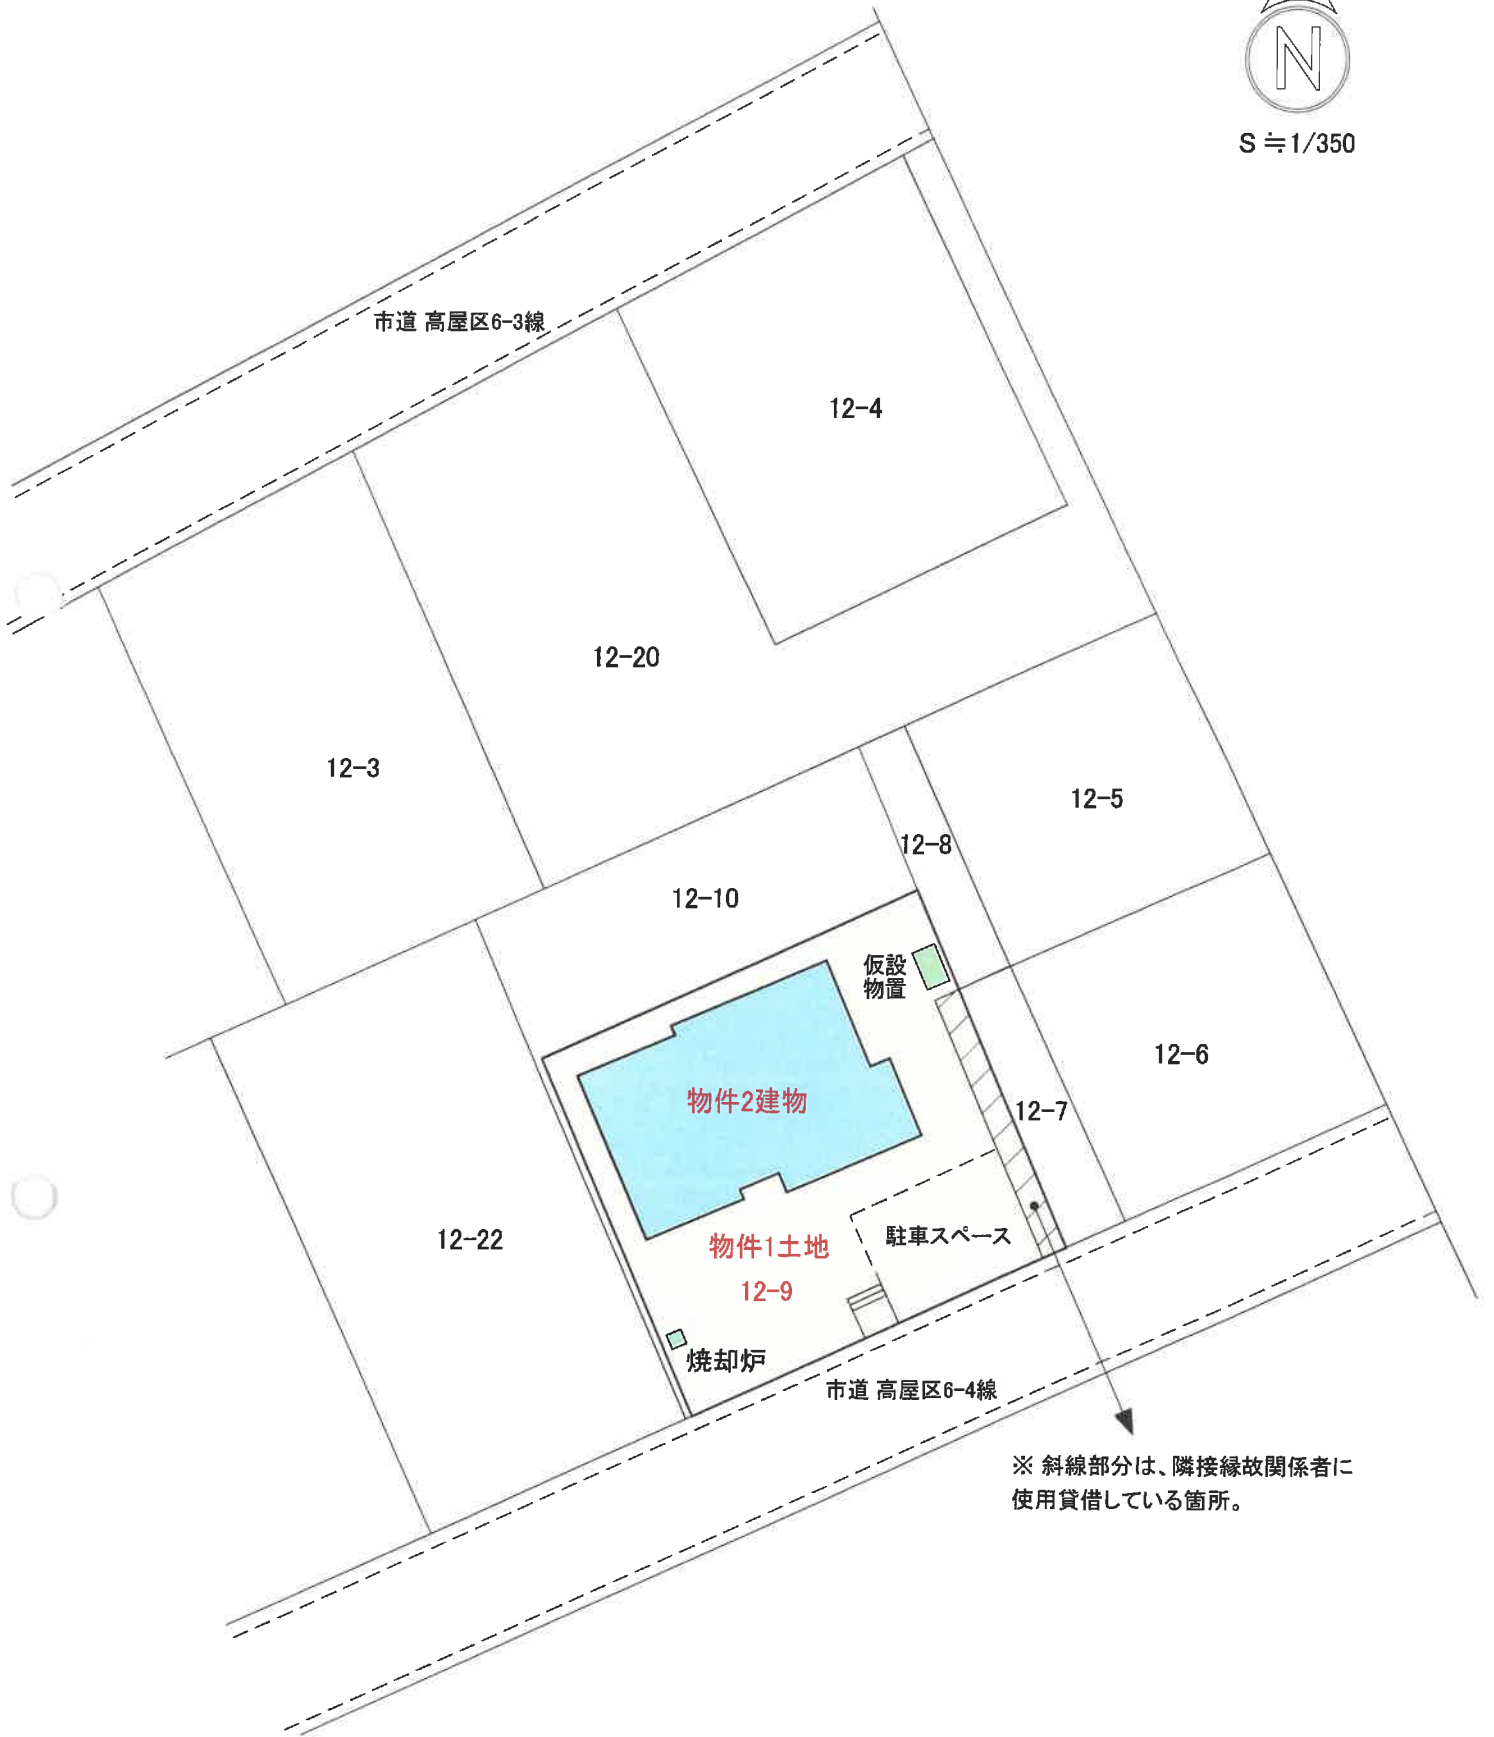 N
S≒1/350
市道 高屋区6-3線
12-4
12-20
12-3
12-5
12-8
12-10
仮設
物置
12-6
物件2建物
12-7
12-22
物件1土地
駐車スペース
12-9
焼却炉
市道 高屋区6-4線
※ 斜線部分は、隣接縁故関係者に
使用貸借している箇所。